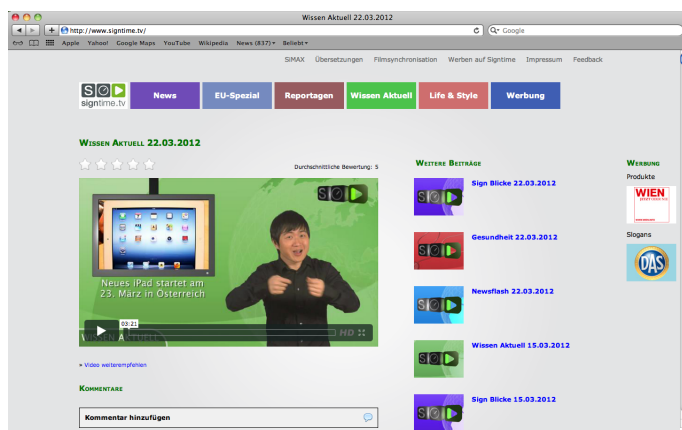 Wissen Aktuell 22.03.2012
http://www.signtime.tv/
Google
Apple Yahoo! Google Maps YouTube Wikipedia News (837) Beliebt
SiMAX Übersetzungen Filmsynchronisation Werben auf Signtime Impressum Feedback
signtime.tv
News
EU-Spezial
Reportagen
Wissen Aktuell
Life & Style
Werbung
WISSEN AKTUELL 22.03.2012
Durchschnittliche Bewertung: 5
Neues iPad startet am
23. März in Österreich
03:21
HD
WISSEN AKTUELL
» Video weiterempfehlen
KOMMENTARE
Kommentar hinzufügen
WEITERE BEITRÄGE
Sign Blicke 22.03.2012
Gesundheit 22.03.2012
Newsflash 22.03.2012
Wissen Aktuell 15.03.2012
Sign Blicke 15.03.2012
WERBUNG
Produkte
WIEN
Slogans
DAS